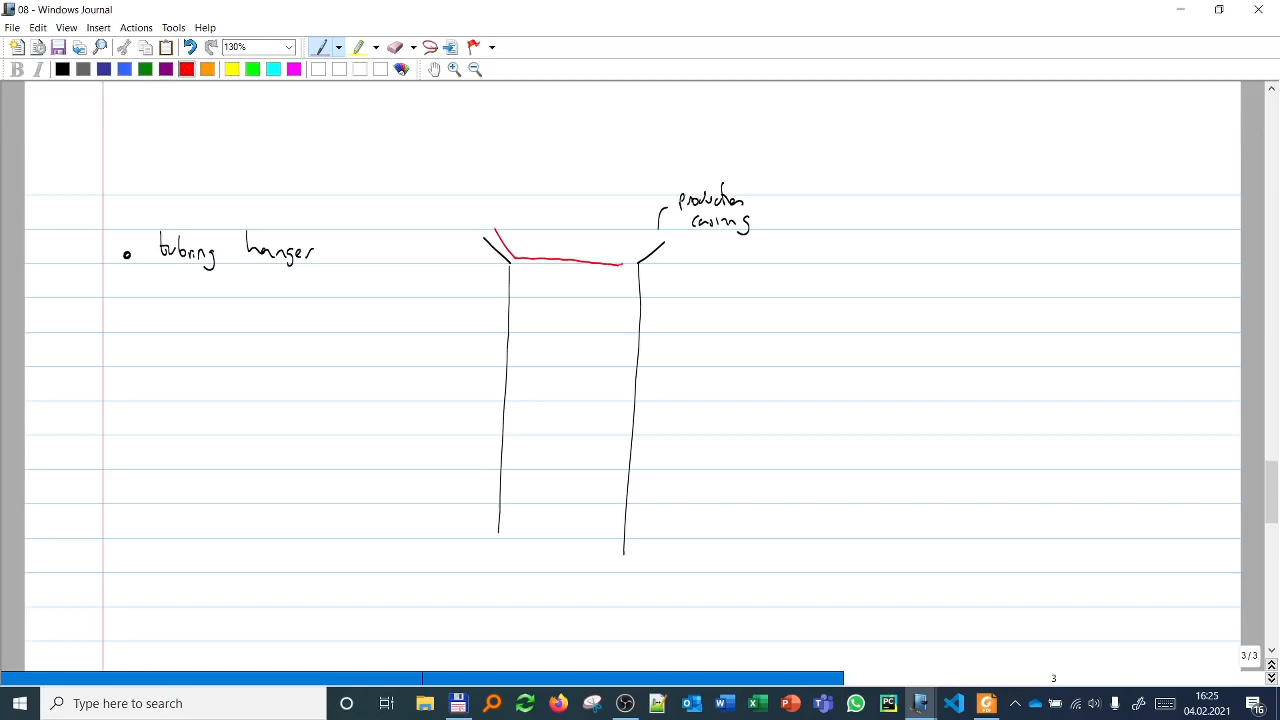 08 - Windows Journal
File Edit View Insert Actions Tools Help
130%
B I
production
casing
tubing hanger
3 / 3
3
Type here to search
16:25
04.02.2021
16